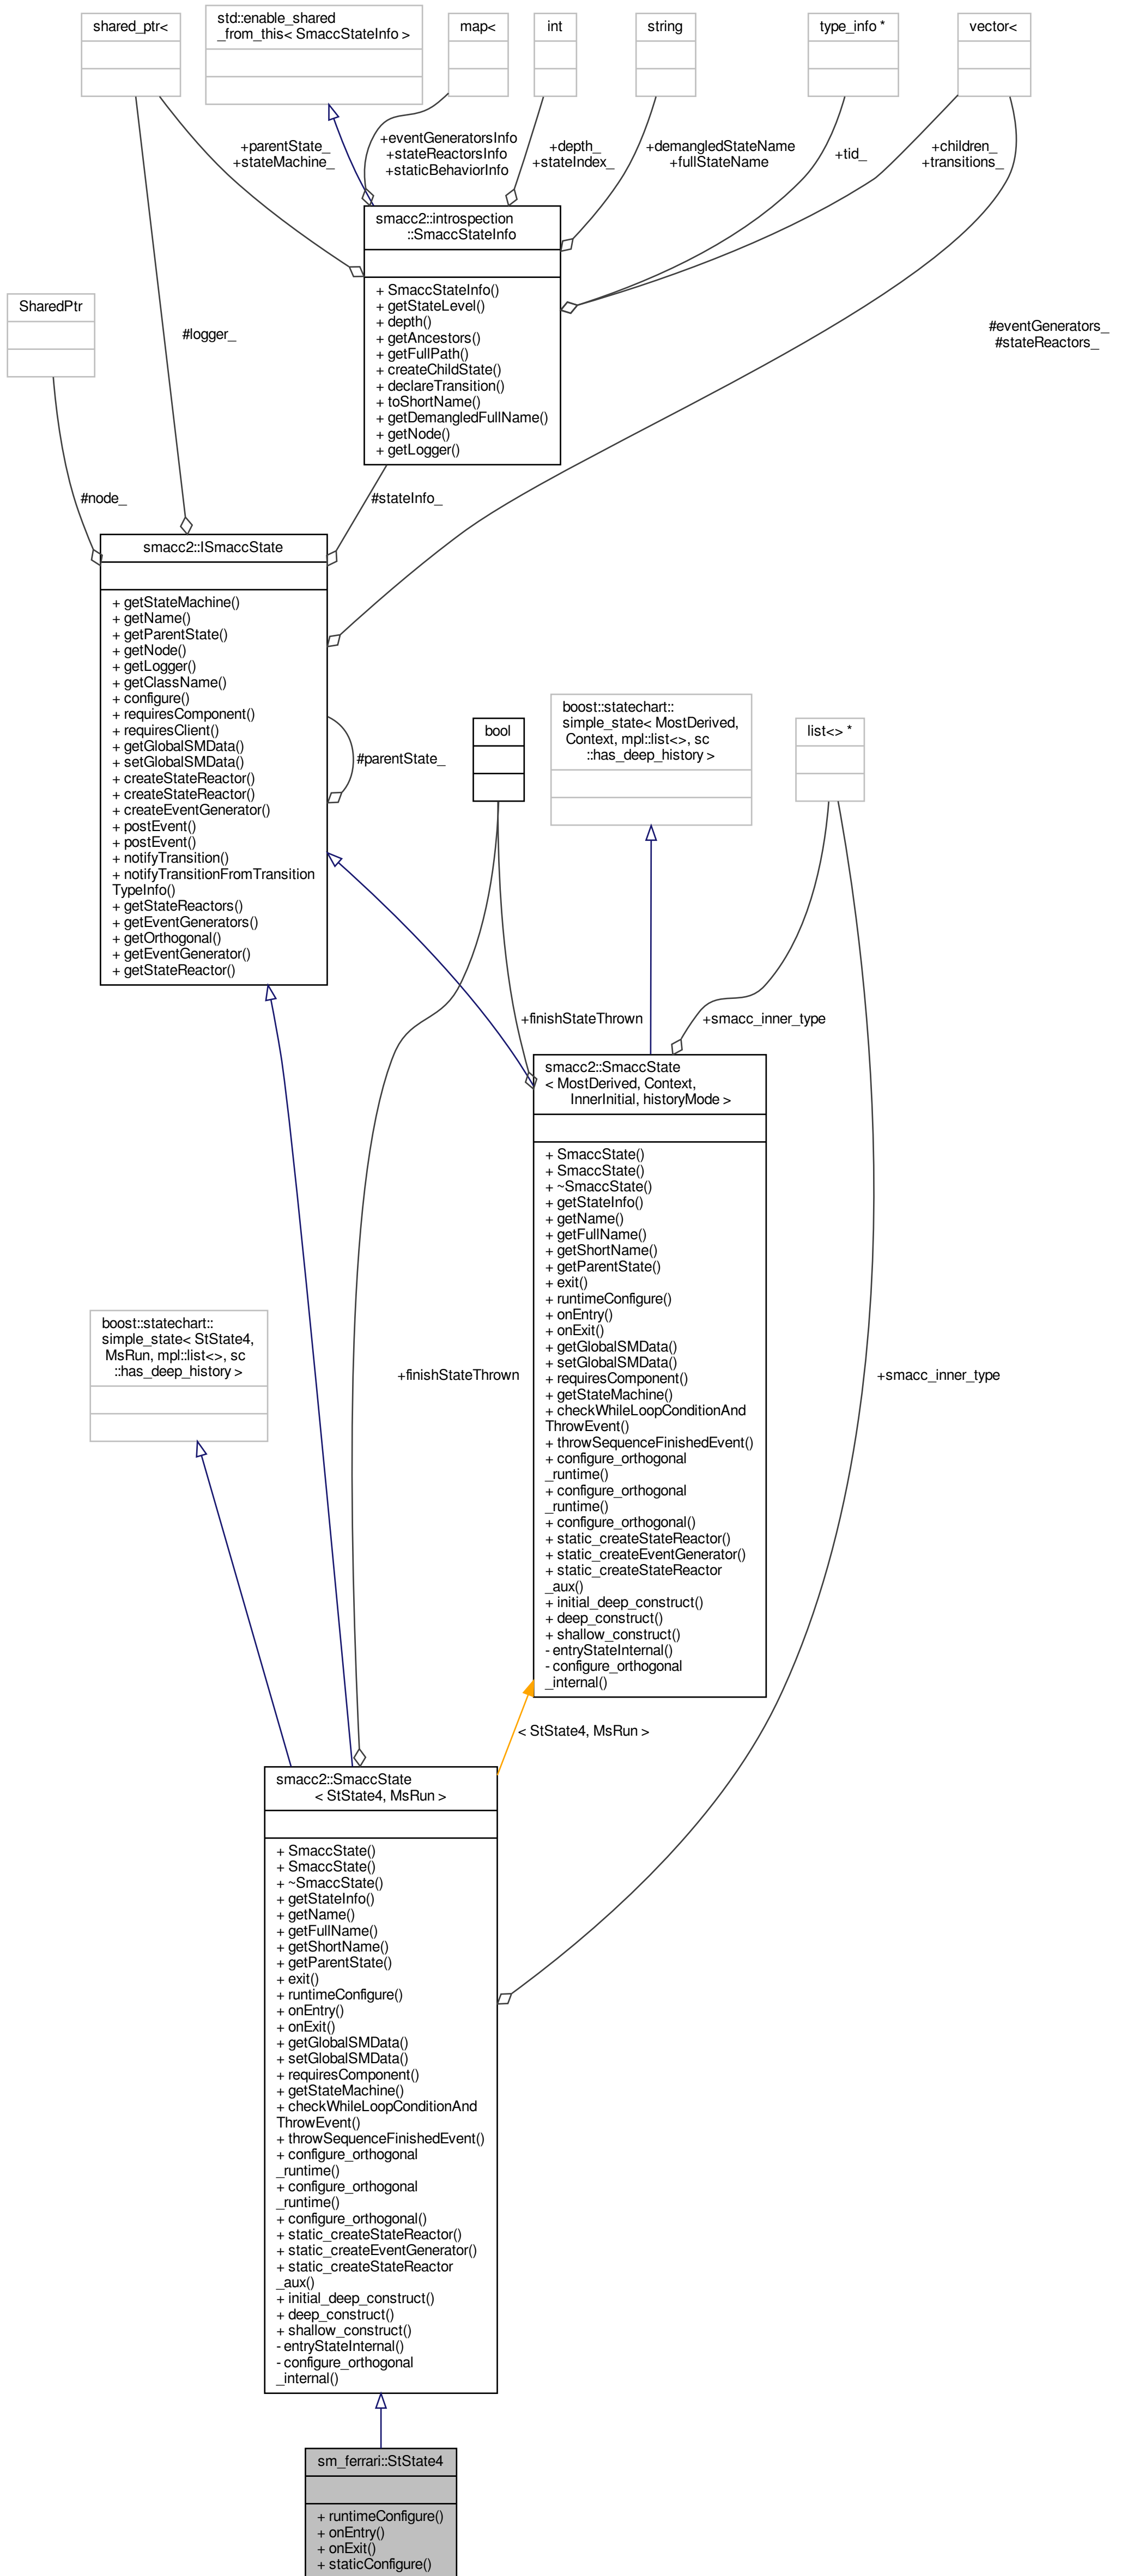 shared_ptr<
std::enable_shared
_from_this< SmaccStateInfo >
map<
int
string
type_info *
vector<
+parentState_
+stateMachine_
+eventGeneratorsInfo
+stateReactorsInfo
+staticBehaviorInfo
+depth_
+stateIndex_
+demangledStateName
+fullStateName
+tid_
+children_
+transitions_
smacc2::introspection
::SmaccStateInfo
+ SmaccStateInfo()
+ getStateLevel()
+ depth()
+ getAncestors()
+ getFullPath()
+ createChildState()
+ declareTransition()
+ toShortName()
+ getDemangledFullName()
+ getNode()
+ getLogger()
SharedPtr
#logger_
#eventGenerators_
#stateReactors_
#node_
#stateInfo_
smacc2::ISmaccState
+ getStateMachine()
+ getName()
+ getParentState()
+ getNode()
+ getLogger()
+ getClassName()
+ configure()
+ requiresComponent()
+ requiresClient()
+ getGlobalSMData()
+ setGlobalSMData()
+ createStateReactor()
+ createStateReactor()
+ createEventGenerator()
+ postEvent()
+ postEvent()
+ notifyTransition()
+ notifyTransitionFromTransition
TypeInfo()
+ getStateReactors()
+ getEventGenerators()
+ getOrthogonal()
+ getEventGenerator()
+ getStateReactor()
#parentState_
bool
boost::statechart::
simple_state< MostDerived,
Context, mpl::list<>, sc
::has_deep_history >
list<> *
+finishStateThrown
+smacc_inner_type
smacc2::SmaccState
< MostDerived, Context,
InnerInitial, historyMode >
+ SmaccState()
+ SmaccState()
+ ~SmaccState()
+ getStateInfo()
+ getName()
+ getFullName()
+ getShortName()
+ getParentState()
+ exit()
+ runtimeConfigure()
+ onEntry()
+ onExit()
+ getGlobalSMData()
+ setGlobalSMData()
+ requiresComponent()
+ getStateMachine()
+ checkWhileLoopConditionAnd
ThrowEvent()
+ throwSequenceFinishedEvent()
+ configure_orthogonal
_runtime()
+ configure_orthogonal
_runtime()
+ configure_orthogonal()
+ static_createStateReactor()
+ static_createEventGenerator()
+ static_createStateReactor
_aux()
+ initial_deep_construct()
+ deep_construct()
+ shallow_construct()
- entryStateInternal()
- configure_orthogonal
_internal()
boost::statechart::
simple_state< StState4,
MsRun, mpl::list<>, sc
::has_deep_history >
+finishStateThrown
+smacc_inner_type
< StState4, MsRun >
smacc2::SmaccState
< StState4, MsRun >
+ SmaccState()
+ SmaccState()
+ ~SmaccState()
+ getStateInfo()
+ getName()
+ getFullName()
+ getShortName()
+ getParentState()
+ exit()
+ runtimeConfigure()
+ onEntry()
+ onExit()
+ getGlobalSMData()
+ setGlobalSMData()
+ requiresComponent()
+ getStateMachine()
+ checkWhileLoopConditionAnd
ThrowEvent()
+ throwSequenceFinishedEvent()
+ configure_orthogonal
_runtime()
+ configure_orthogonal
_runtime()
+ configure_orthogonal()
+ static_createStateReactor()
+ static_createEventGenerator()
+ static_createStateReactor
_aux()
+ initial_deep_construct()
+ deep_construct()
+ shallow_construct()
- entryStateInternal()
- configure_orthogonal
_internal()
sm_ferrari::StState4
+ runtimeConfigure()
+ onEntry()
+ onExit()
+ staticConfigure()